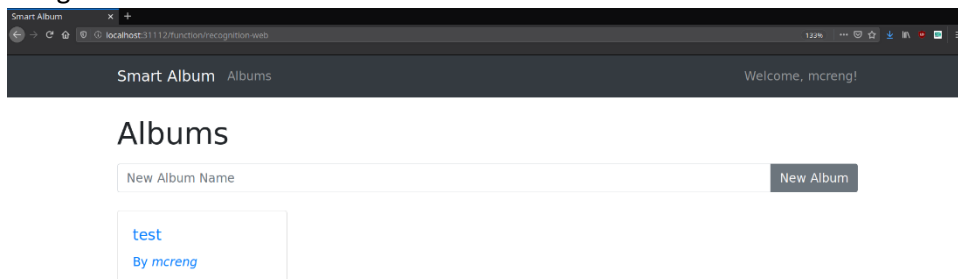 Smart Album
localhost:31112/function/recognition-web
133%
Smart Album Albums Welcome, mcreng!
Albums
New Album Name New Album
test
By mcreng